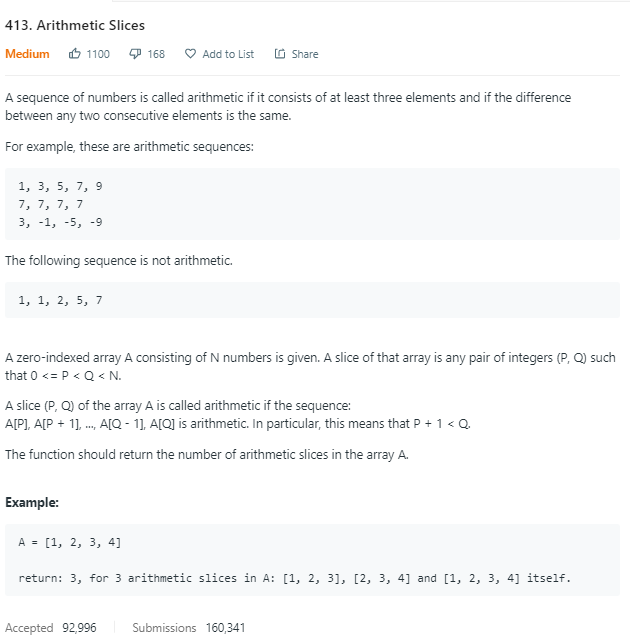 413. Arithmetic Slices
Medium 1100 168 Add to List Share
A sequence of numbers is called arithmetic if it consists of at least three elements and if the difference
between any two consecutive elements is the same.
For example, these are arithmetic sequences:
1, 3, 5, 7, 9
7, 7, 7, 7
3, -1, -5, -9
The following sequence is not arithmetic.
1, 1, 2, 5, 7
A zero-indexed array A consisting of N numbers is given. A slice of that array is any pair of integers (P, Q) such
that 0 <= P < Q < N.
A slice (P, Q) of the array A is called arithmetic if the sequence:
A[P], A[P + 1], ..., A[Q - 1], A[Q] is arithmetic. In particular, this means that P + 1 < Q.
The function should return the number of arithmetic slices in the array A.
Example:
A = [1, 2, 3, 4]
return: 3, for 3 arithmetic slices in A: [1, 2, 3], [2, 3, 4] and [1, 2, 3, 4] itself.
Accepted 92,996 Submissions 160,341